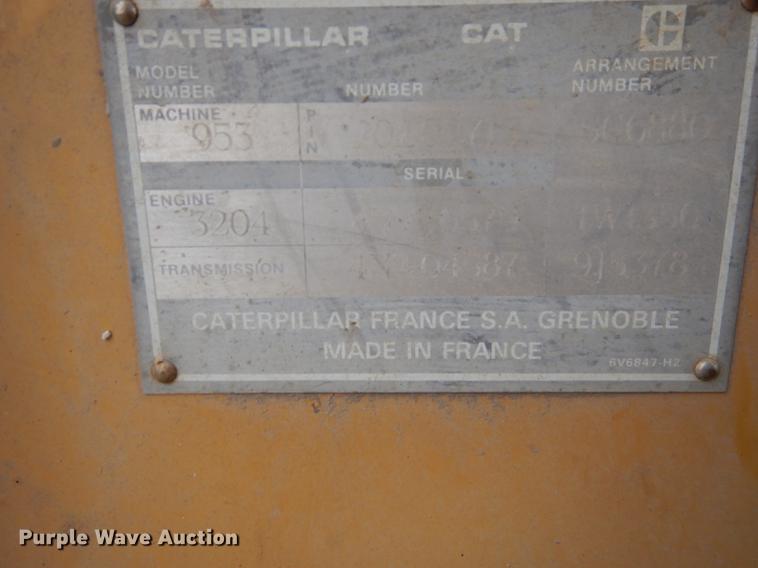 CATERPILLAR CAT
MODEL NUMBER NUMBER ARRANGEMENT NUMBER
MACHINE 953 PIN
SERIAL
ENGINE 3204
TRANSMISSION
CATERPILLAR FRANCE S.A. GRENOBLE
MADE IN FRANCE
6V6847-H2
Purple Wave Auction